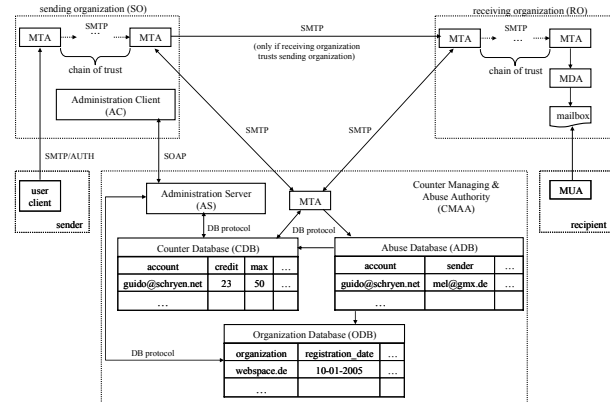 sending organization (SO)
receiving organization (RO)
MTA
SMTP
...
MTA
SMTP
(only if receiving organization
trusts sending organization)
MTA
SMTP
...
MTA
chain of trust
chain of trust
MDA
Administration Client
(AC)
mailbox
SMTP
SMTP
SMTP/AUTH
SOAP
user
client
sender
Administration Server
(AS)
MTA
Counter Managing &
Abuse Authority
(CMAA)
MUA
recipient
DB protocol
DB protocol
Counter Database (CDB)
account credit max ...
guido@schryen.net 23 50 ...
...
Abuse Database (ADB)
account sender ...
guido@schryen.net mel@gmx.de ...
...
DB protocol
Organization Database (ODB)
organization registration_date ...
webspace.de 10-01-2005 ...
...